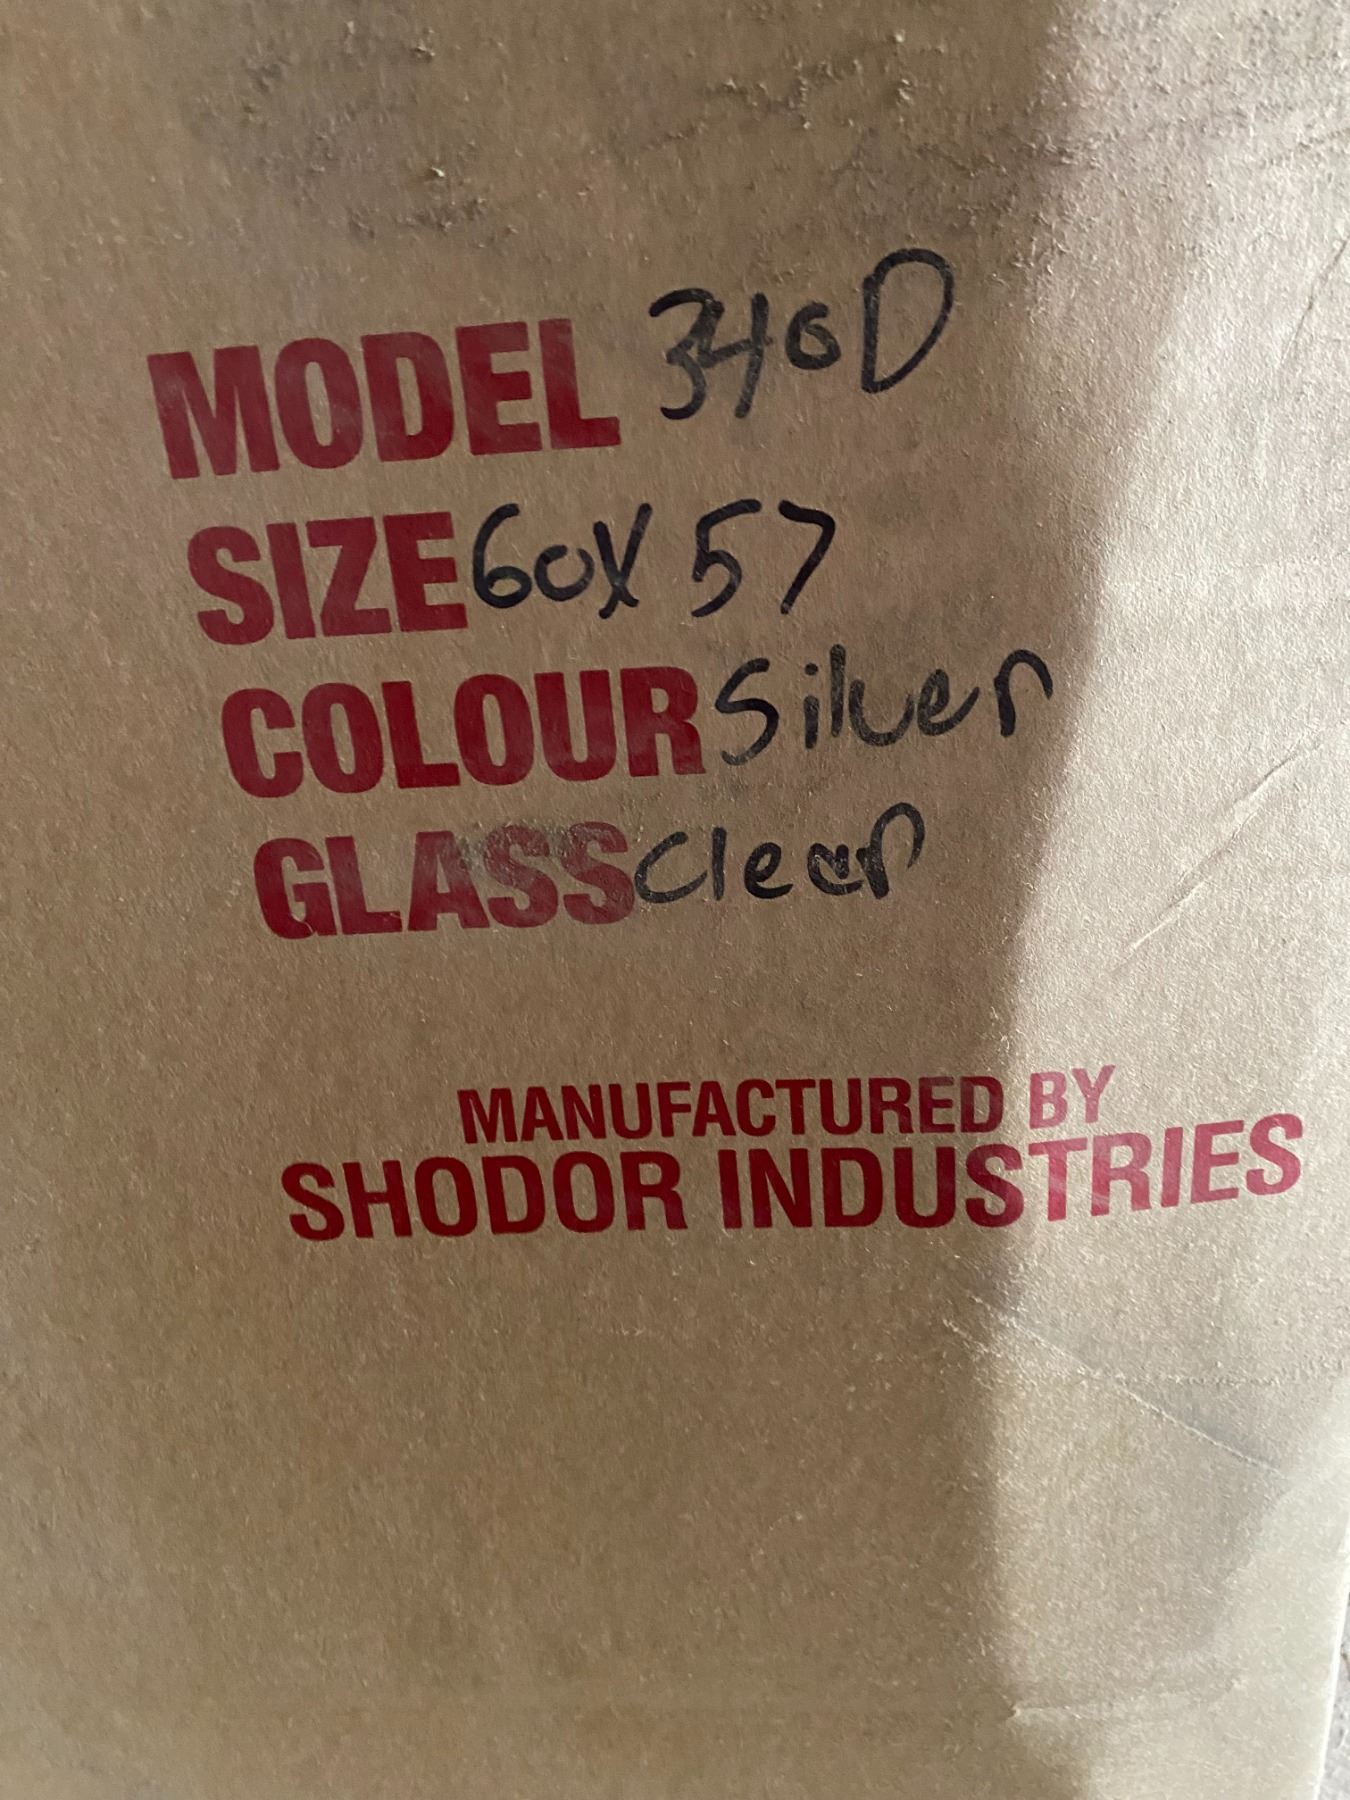 MODEL 340D
SIZE 60X57
COLOUR Silver
GLASS Clear
MANUFACTURED BY
SHODOR INDUSTRIES